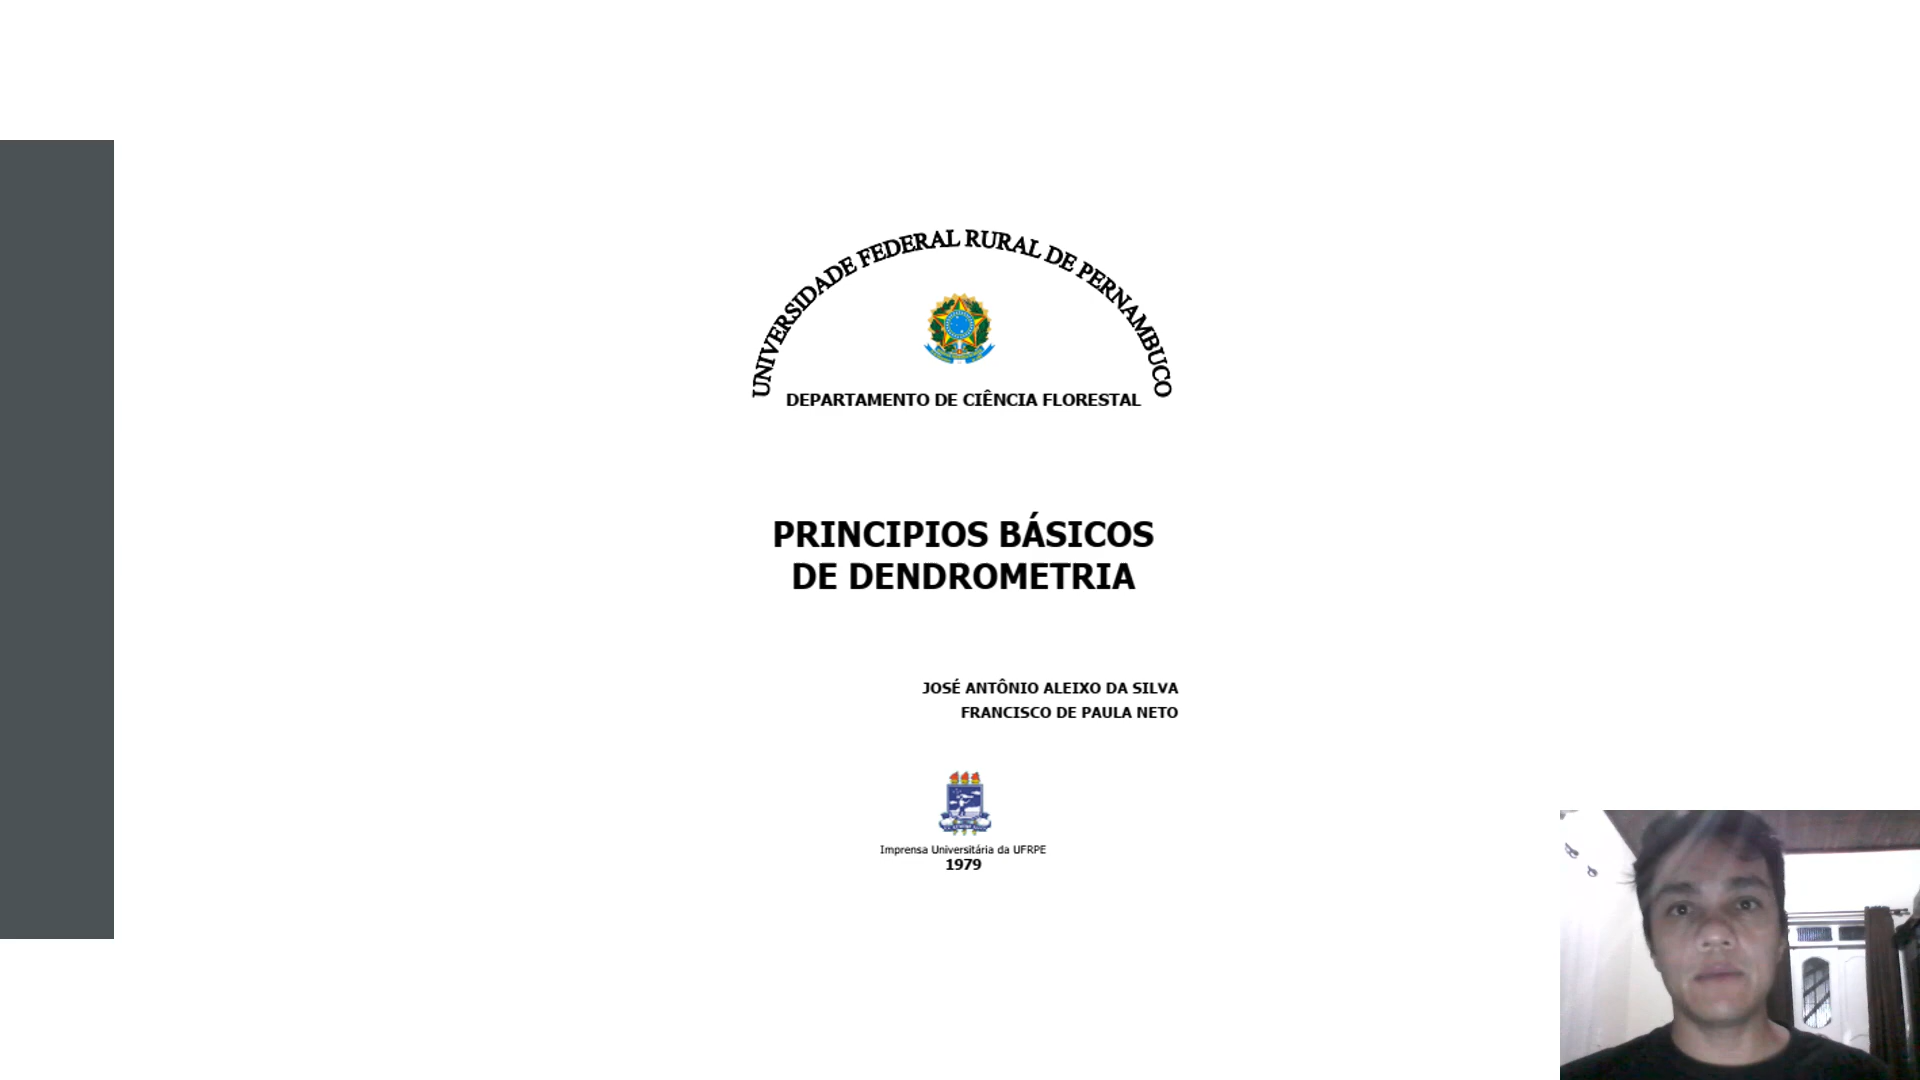 UNIVERSIDADE FEDERAL RURAL DE PERNAMBUCO
DEPARTAMENTO DE CIÊNCIA FLORESTAL
PRINCIPIOS BÁSICOS
DE DENDROMETRIA
JOSÉ ANTÔNIO ALEIXO DA SILVA
FRANCISCO DE PAULA NETO
Imprensa Universitária da UFRPE
1979